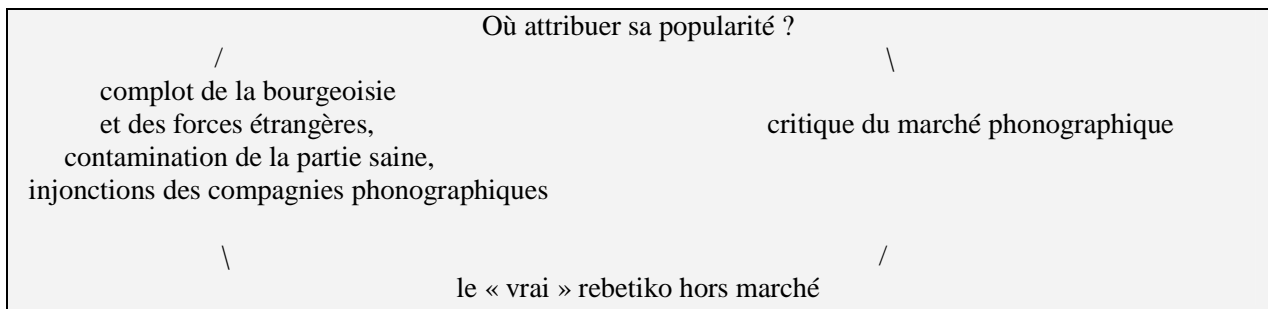 Où attribuer sa popularité ?
/ \
complot de la bourgeoisie
et des forces étrangères, critique du marché phonographique
contamination de la partie saine,
injonctions des compagnies phonographiques
\ /
le « vrai » rebetiko hors marché